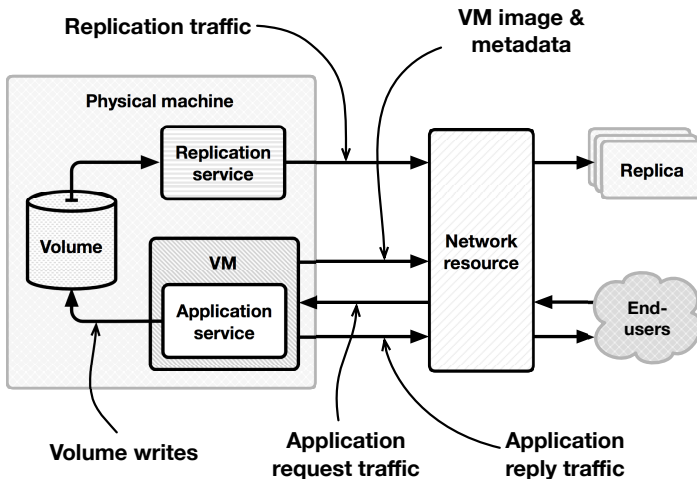 Replication traffic
VM image &
metadata
Physical machine
Replication
service
Replica
Volume
VM
Network
resource
Application
service
End-
users
Volume writes
Application
request traffic
Application
reply traffic